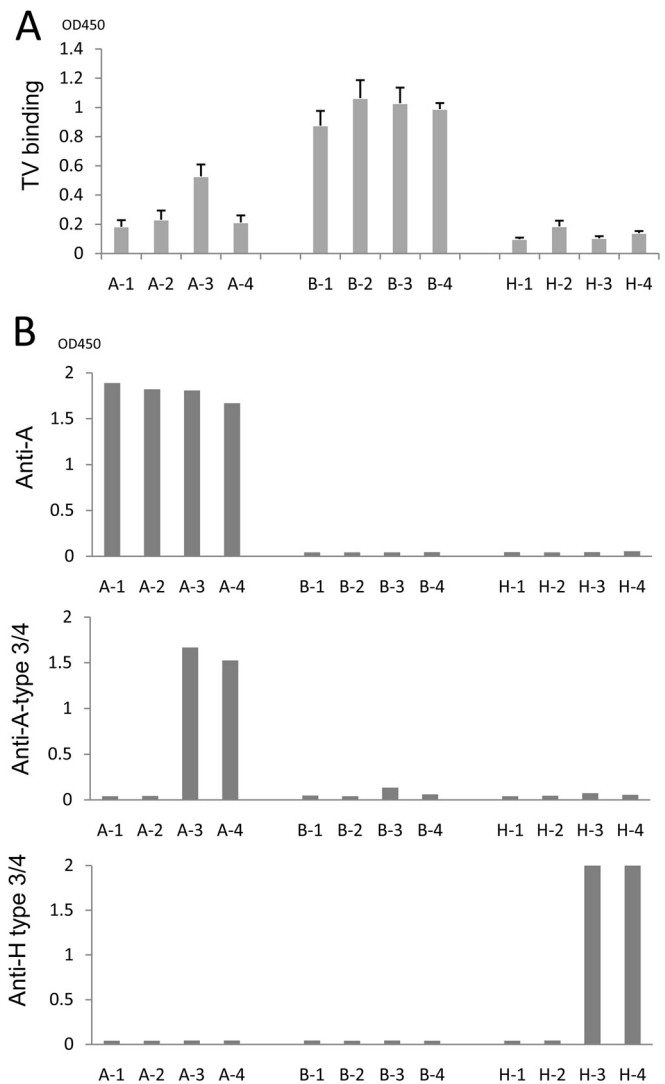 A
OD450
TV binding
1.4
1.2
1
0.8
0.6
0.4
0.2
0
A-1 A-2 A-3 A-4 B-1 B-2 B-3 B-4 H-1 H-2 H-3 H-4
B
OD450
Anti-A
2
1.5
1
0.5
0
A-1 A-2 A-3 A-4 B-1 B-2 B-3 B-4 H-1 H-2 H-3 H-4
Anti-A-type 3/4
2
1.5
1
0.5
0
A-1 A-2 A-3 A-4 B-1 B-2 B-3 B-4 H-1 H-2 H-3 H-4
Anti-H type 3/4
2
1.5
1
0.5
0
A-1 A-2 A-3 A-4 B-1 B-2 B-3 B-4 H-1 H-2 H-3 H-4